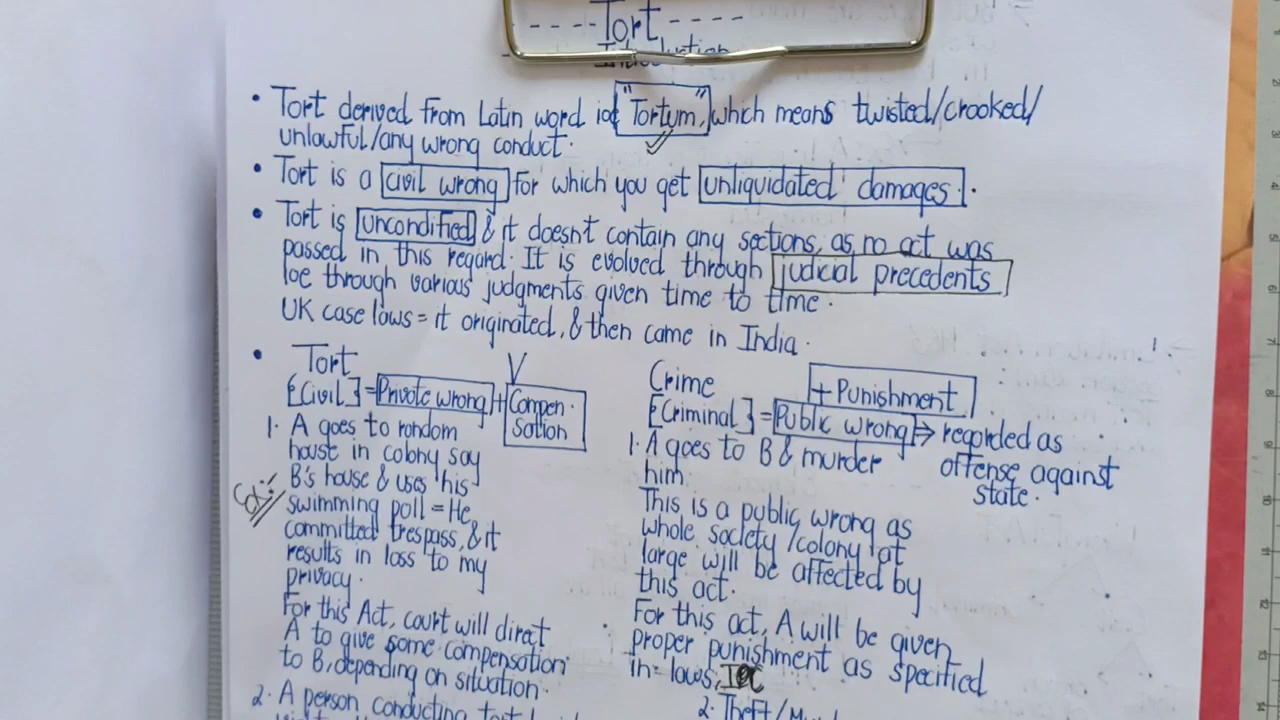 ----Tort----
Introduction
• Tort derived from Latin word ie "Tortum," which means twisted/crooked/
unlawful/any wrong conduct.
• Tort is a civil wrong for which you get unliquidated damages.
• Tort is uncondified & it doesn't contain any sections, as no act was
passed in this regard. It is evolved through judicial precedents
ioe through various judgments given time to time.
UK case laws = it originated, & then came in India.
• Tort
[Civil] = Private wrong + Compen-
sation
1. A goes to random
house in colony say
B's house & uses his
swimming poll = He
committed trespass, & it
results in loss to my
privacy.
For this Act, court will direct
A to give some compensation
to B, depending on situation.
2. A person conducting tort
Crime
+ Punishment
[Criminal] = Public wrong → regarded as
offense against
state.
1. A goes to B & murder
him.
This is a public wrong as
whole society/colony at
large will be affected by
this act.
For this act, A will be given
proper punishment as specified
in laws, IPC
2. Theft/